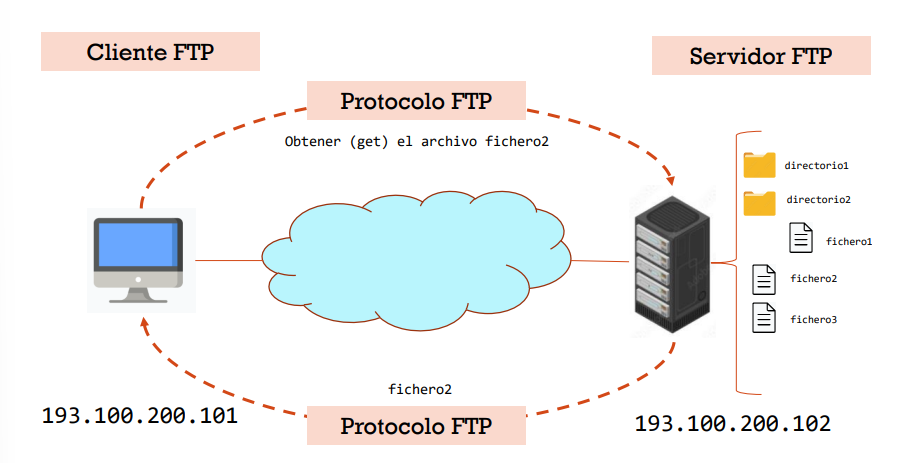 Cliente FTP
Servidor FTP
Protocolo FTP
Obtener (get) el archivo fichero2
directorio1
directorio2
fichero1
fichero2
fichero3
fichero2
193.100.200.101
Protocolo FTP
193.100.200.102